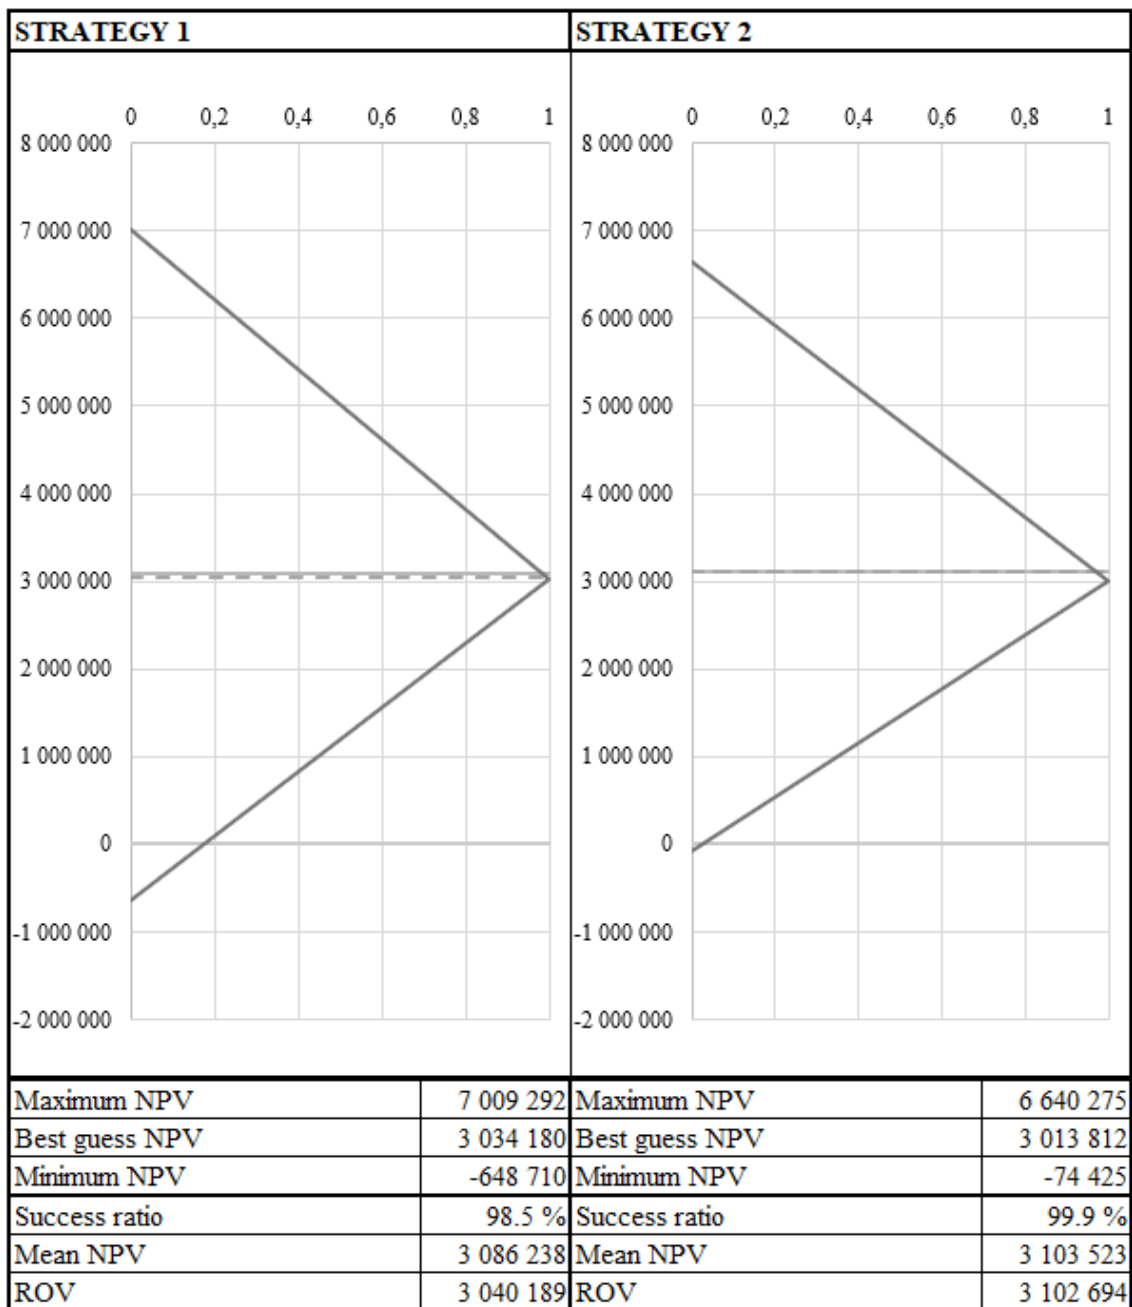 STRATEGY 1 STRATEGY 2
0 0,2 0,4 0,6 0,8 1 0 0,2 0,4 0,6 0,8 1
8 000 000 8 000 000
7 000 000 7 000 000
6 000 000 6 000 000
5 000 000 5 000 000
4 000 000 4 000 000
3 000 000 3 000 000
2 000 000 2 000 000
1 000 000 1 000 000
0 0
-1 000 000 -1 000 000
-2 000 000 -2 000 000
Maximum NPV 7 009 292 Maximum NPV 6 640 275
Best guess NPV 3 034 180 Best guess NPV 3 013 812
Minimum NPV -648 710 Minimum NPV -74 425
Success ratio 98.5 % Success ratio 99.9 %
Mean NPV 3 086 238 Mean NPV 3 103 523
ROV 3 040 189 ROV 3 102 694